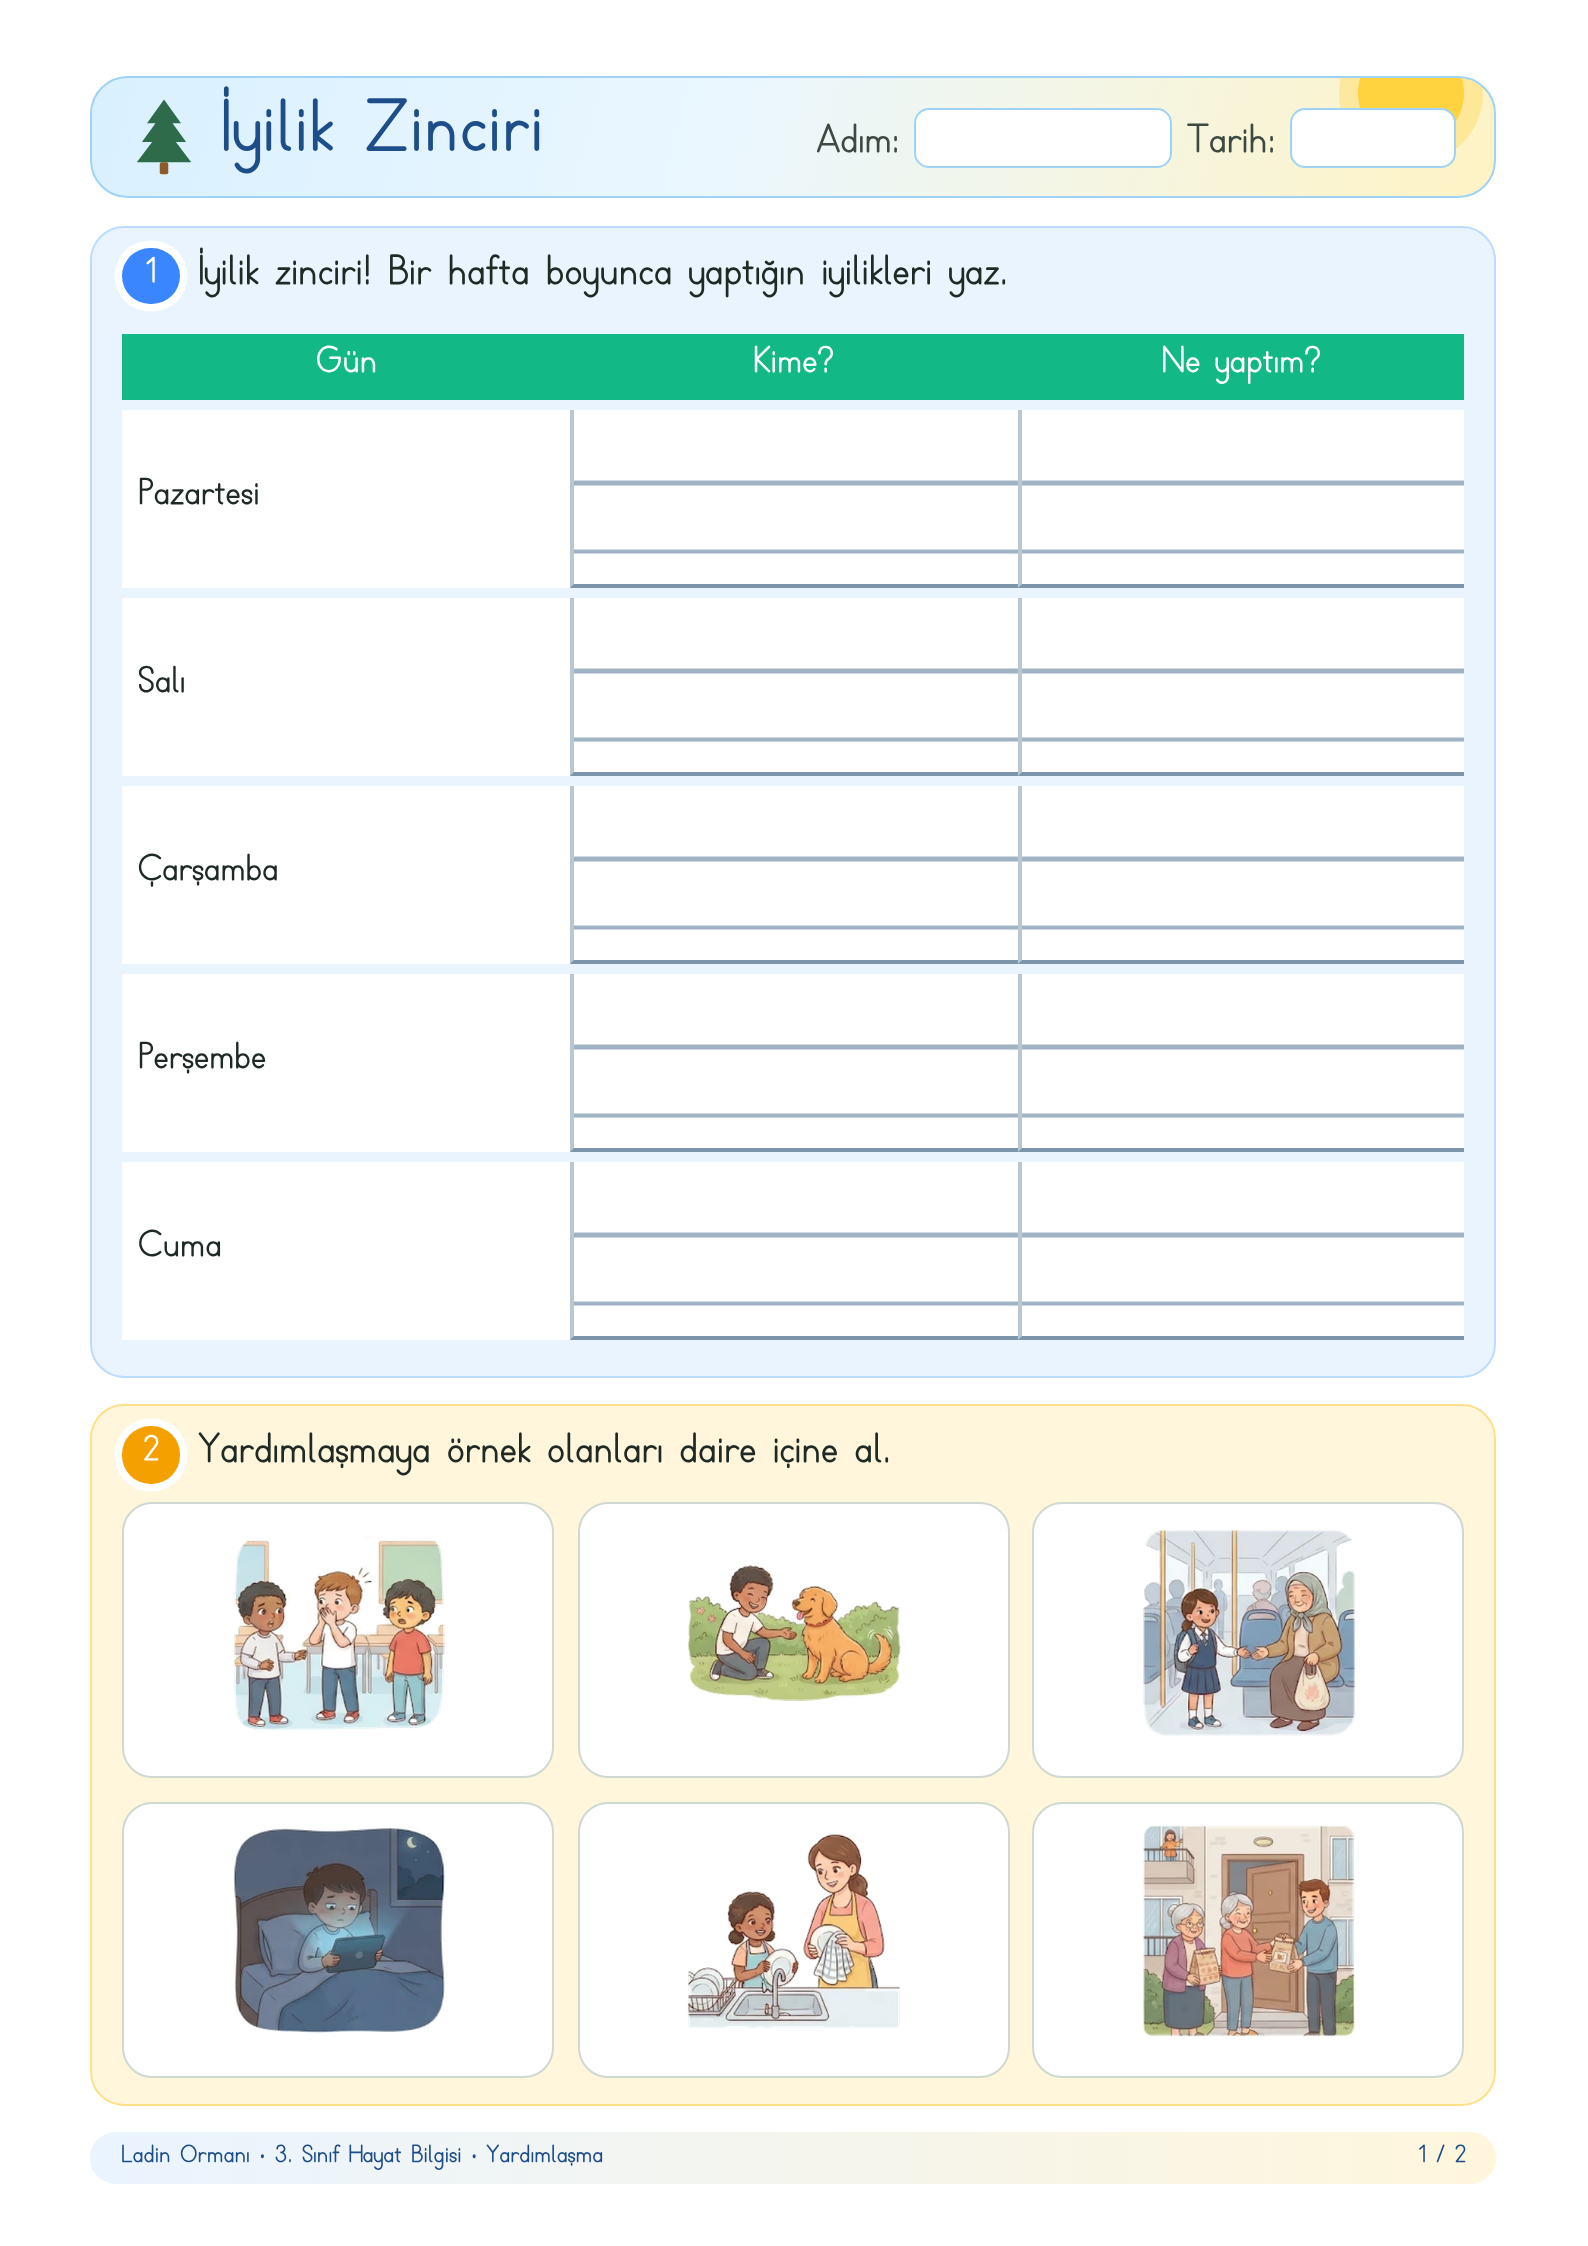 İyilik Zinciri
Adım:
Tarih:
1
İyilik zinciri! Bir hafta boyunca yaptığın iyilikleri yaz.
Gün Kime? Ne yaptım?
Pazartesi
Salı
Çarşamba
Perşembe
Cuma
2
Yardımlaşmaya örnek olanları daire içine al.
Ladin Ormanı • 3. Sınıf Hayat Bilgisi • Yardımlaşma
1 / 2